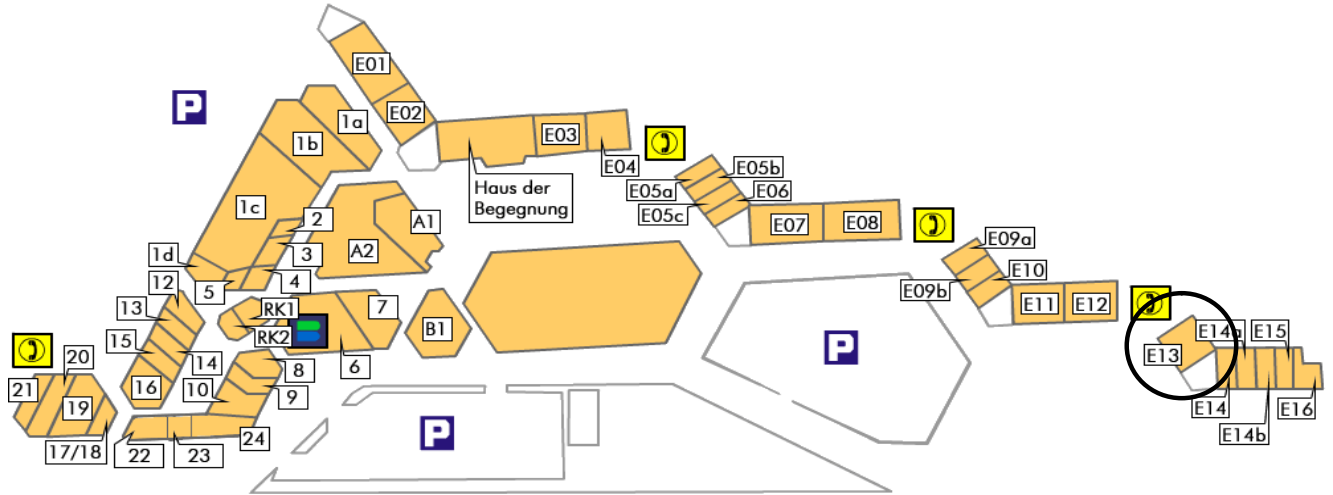 E01
P
E02
1a
1b
E03
E04
E05b
E05a
E06
E05c
Haus der
Begegnung
1c
2
A1
E07
E08
3
A2
E09a
1d
E10
12
4
5
E09b
13
RK1
7
E11
E12
B1
E14a
E15
15
RK2
P
E13
20
14
6
8
21
16
10
9
19
E14
E16
24
P
E14b
17/18
22
23